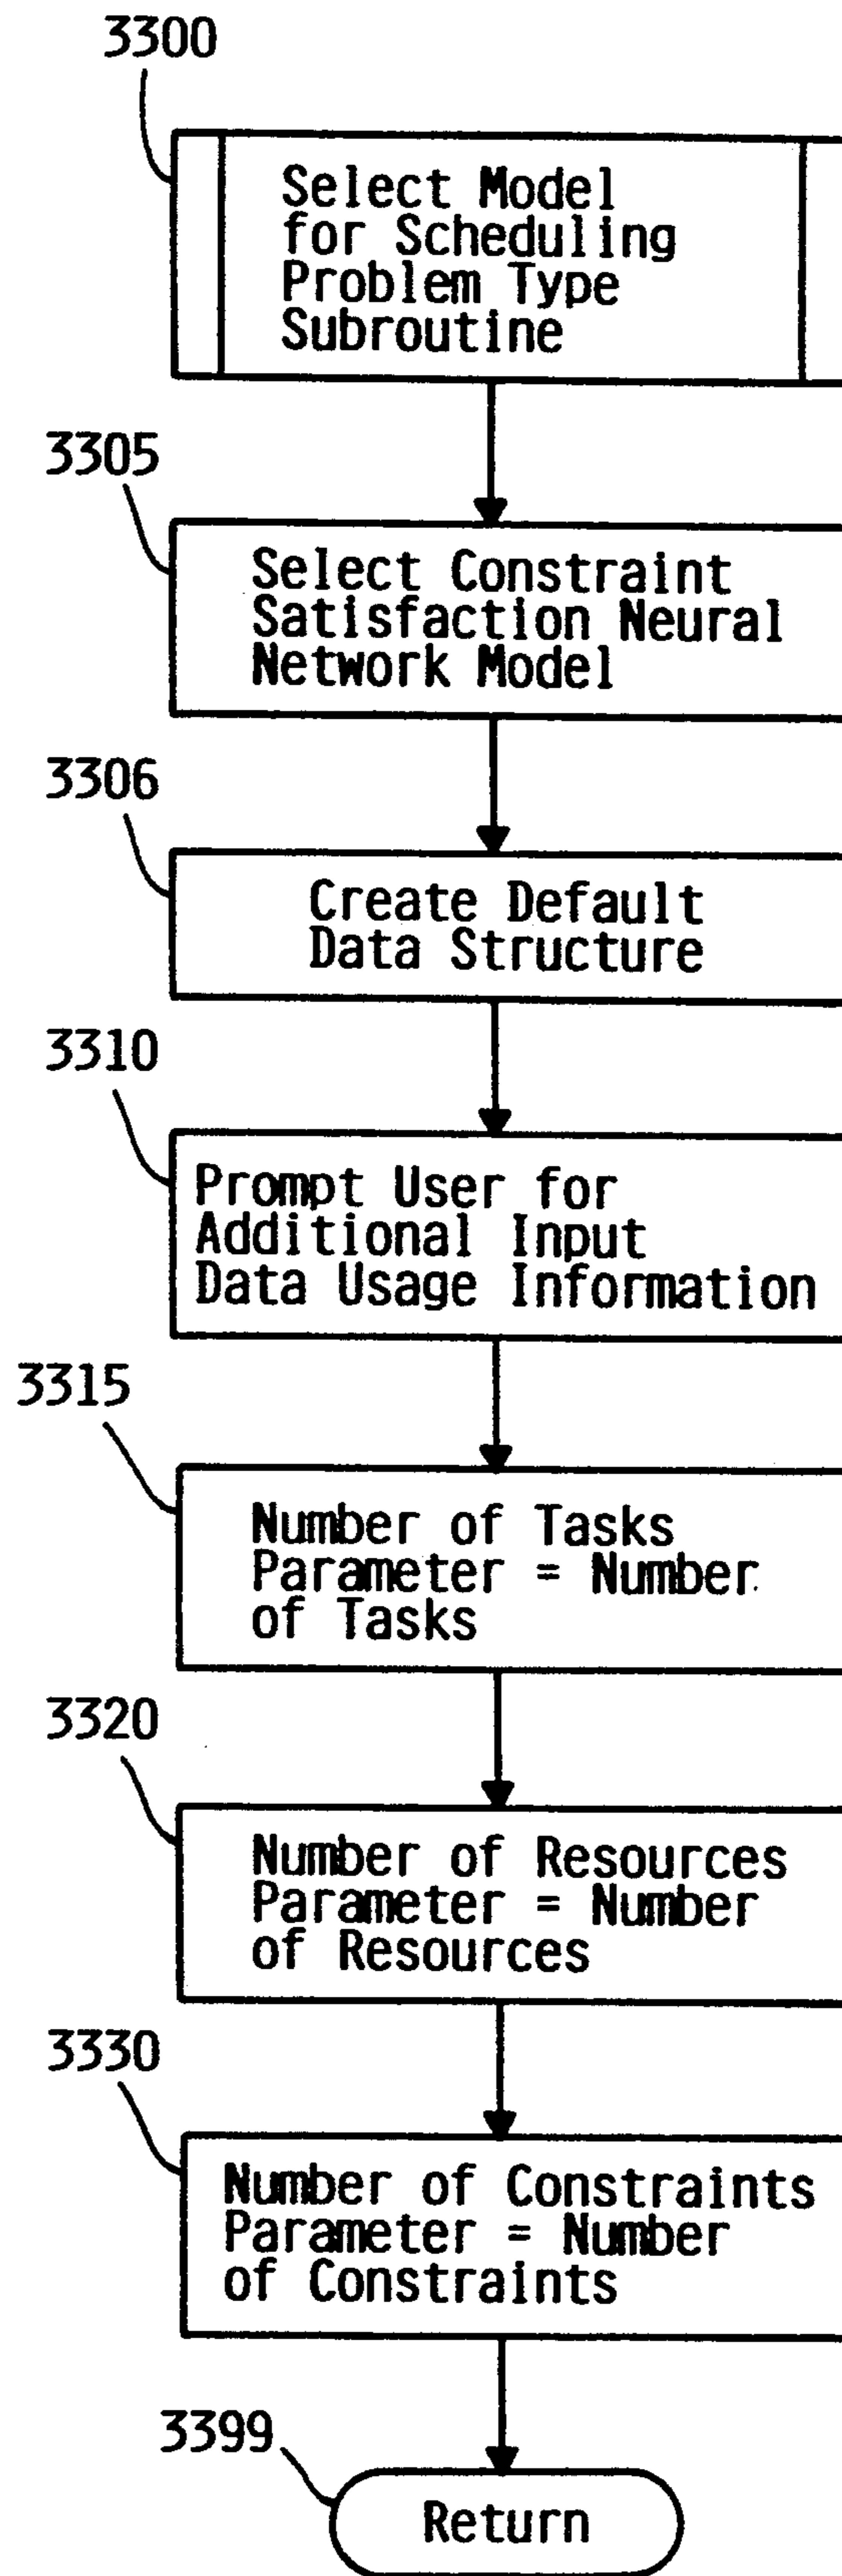 3300
Select Model
for Scheduling
Problem Type
Subroutine
3305
Select Constraint
Satisfaction Neural
Network Model
3306
Create Default
Data Structure
3310
Prompt User for
Additional Input
Data Usage Information
3315
Number of Tasks
Parameter = Number
of Tasks
3320
Number of Resources
Parameter = Number
of Resources
3330
Number of Constraints
Parameter = Number
of Constraints
3399
Return